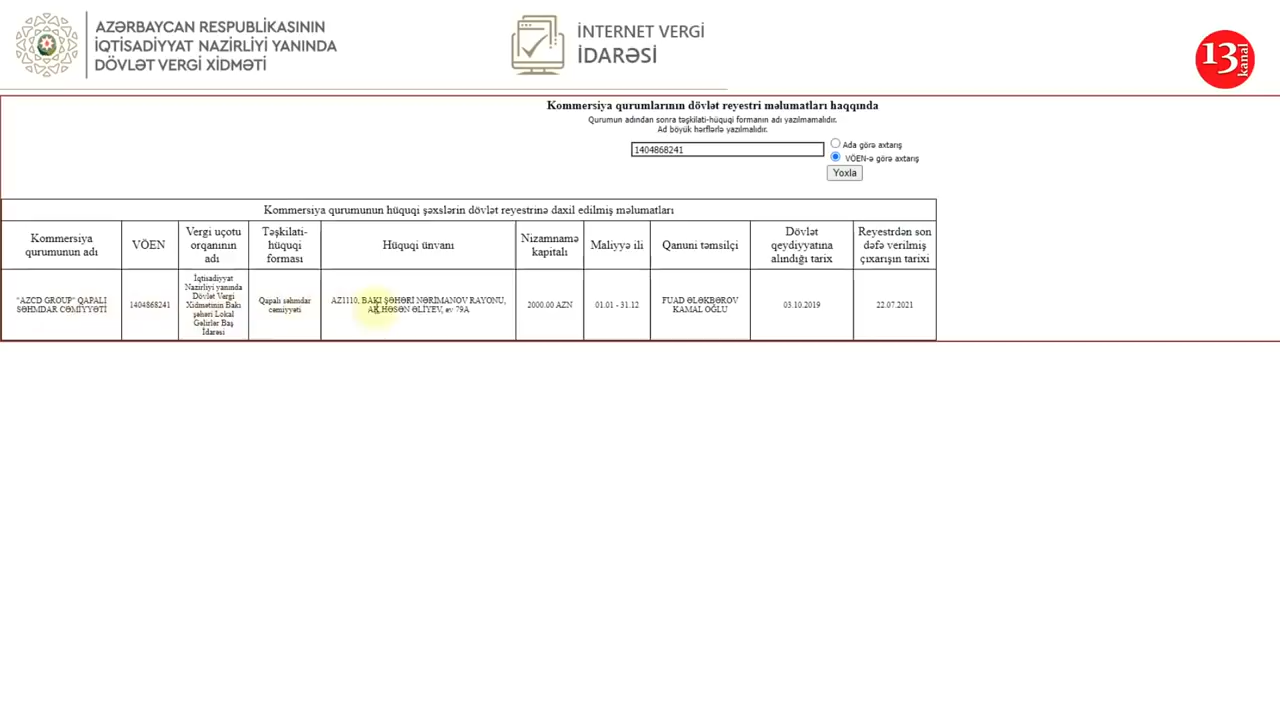 AZƏRBAYCAN RESPUBLİKASININ
İQTİSADİYYAT NAZİRLİYİ YANINDA
DÖVLƏT VERGİ XİDMƏTİ
İNTERNET VERGİ
İDARƏSİ
13
kanal
Kommersiya qurumlarının dövlət reyestri məlumatları haqqında
Qurumun adından sonra təşkilati-hüquqi formanın adı yazılmamalıdır.
Ad böyük hərflərlə yazılmalıdır.
1404868241
Ada görə axtarış
VÖEN-ə görə axtarış
Yoxla
Kommersiya qurumunun hüquqi şəxslərin dövlət reyestrinə daxil edilmiş məlumatları
Kommersiya
qurumunun adı
VÖEN
Vergi uçotu
orqanının
adı
Təşkilati-
hüquqi
forması
Hüquqi ünvanı
Nizamnamə
kapitalı
Maliyyə ili
Qanuni təmsilçi
Dövlət
qeydiyyatına
alındığı tarix
Reyestrdən son
dəfə verilmiş
çıxarışın tarixi
"AZCD GROUP" QAPALI
SƏHMDAR CƏMİYYƏTİ
1404868241
İqtisadiyyat
Nazirliyi yanında
Dövlət Vergi
Xidmətinin Bakı
şəhəri Lokal
Gəlirlər Baş
İdarəsi
Qapalı səhmdar
cəmiyyəti
AZ1110, BAKI ŞƏHƏRİ NƏRİMANOV RAYONU,
AK.HƏSƏN ƏLİYEV, ev 79A
2000.00 AZN
01.01 - 31.12
FUAD ƏLƏKBƏROV
KAMAL OĞLU
03.10.2019
22.07.2021